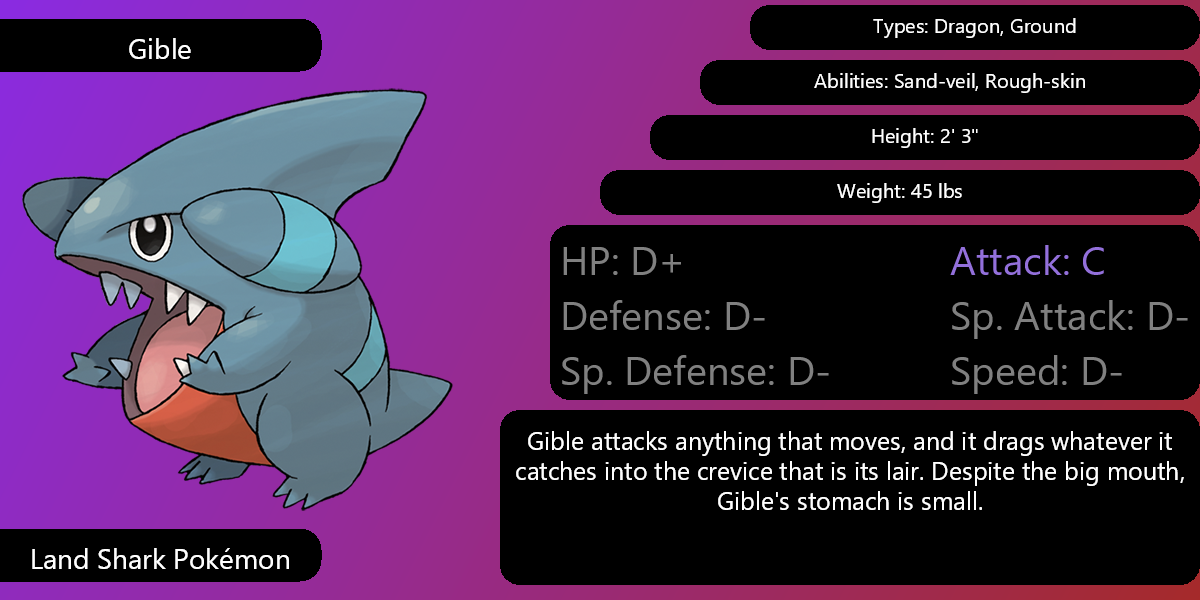 Gible
Types: Dragon, Ground
Abilities: Sand-veil, Rough-skin
Height: 2' 3"
Weight: 45 lbs
HP: D+
Attack: C
Defense: D-
Sp. Attack: D-
Sp. Defense: D-
Speed: D-
Gible attacks anything that moves, and it drags whatever it
catches into the crevice that is its lair. Despite the big mouth,
Gible's stomach is small.
Land Shark Pokémon